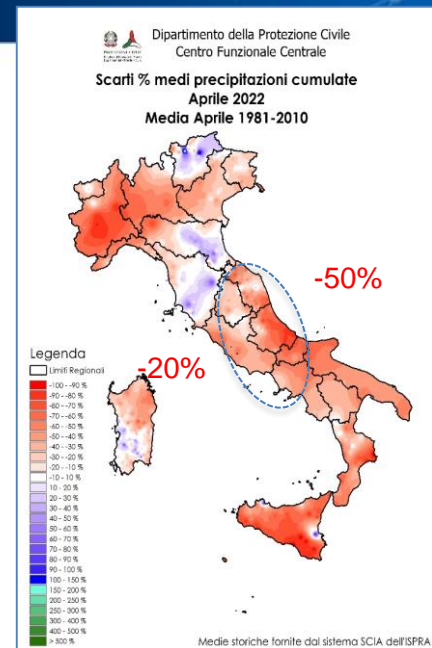 Dipartimento della Protezione Civile
Centro Funzionale Centrale
Scarti % medi precipitazioni cumulate
Aprile 2022
Media Aprile 1981-2010
-50%
-20%
Legenda
Limiti Regionali
-100 - -90 %
-90 - -80 %
-80 - -70 %
-70 - -60 %
-60 - -50 %
-50 - -40 %
-40 - -30 %
-30 - -20 %
-20 - -10 %
-10 - 10 %
10 - 20 %
20 - 30 %
30 - 40 %
40 - 50 %
50 - 60 %
60 - 70 %
70 - 80 %
80 - 90 %
90 - 100 %
100 - 150 %
150 - 200 %
200 - 250 %
250 - 300 %
300 - 400 %
400 - 500 %
> 500 %
Medie storiche fornite dal sistema SCIA dell'ISPRA